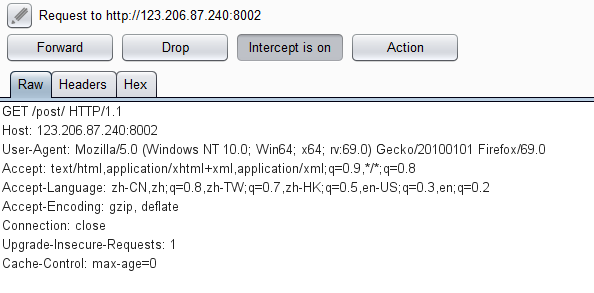 Request to http://123.206.87.240:8002
Forward Drop Intercept is on Action
Raw Headers Hex
GET /post/ HTTP/1.1
Host: 123.206.87.240:8002
User-Agent: Mozilla/5.0 (Windows NT 10.0; Win64; x64; rv:69.0) Gecko/20100101 Firefox/69.0
Accept: text/html,application/xhtml+xml,application/xml;q=0.9,*/*;q=0.8
Accept-Language: zh-CN,zh;q=0.8,zh-TW;q=0.7,zh-HK;q=0.5,en-US;q=0.3,en;q=0.2
Accept-Encoding: gzip, deflate
Connection: close
Upgrade-Insecure-Requests: 1
Cache-Control: max-age=0